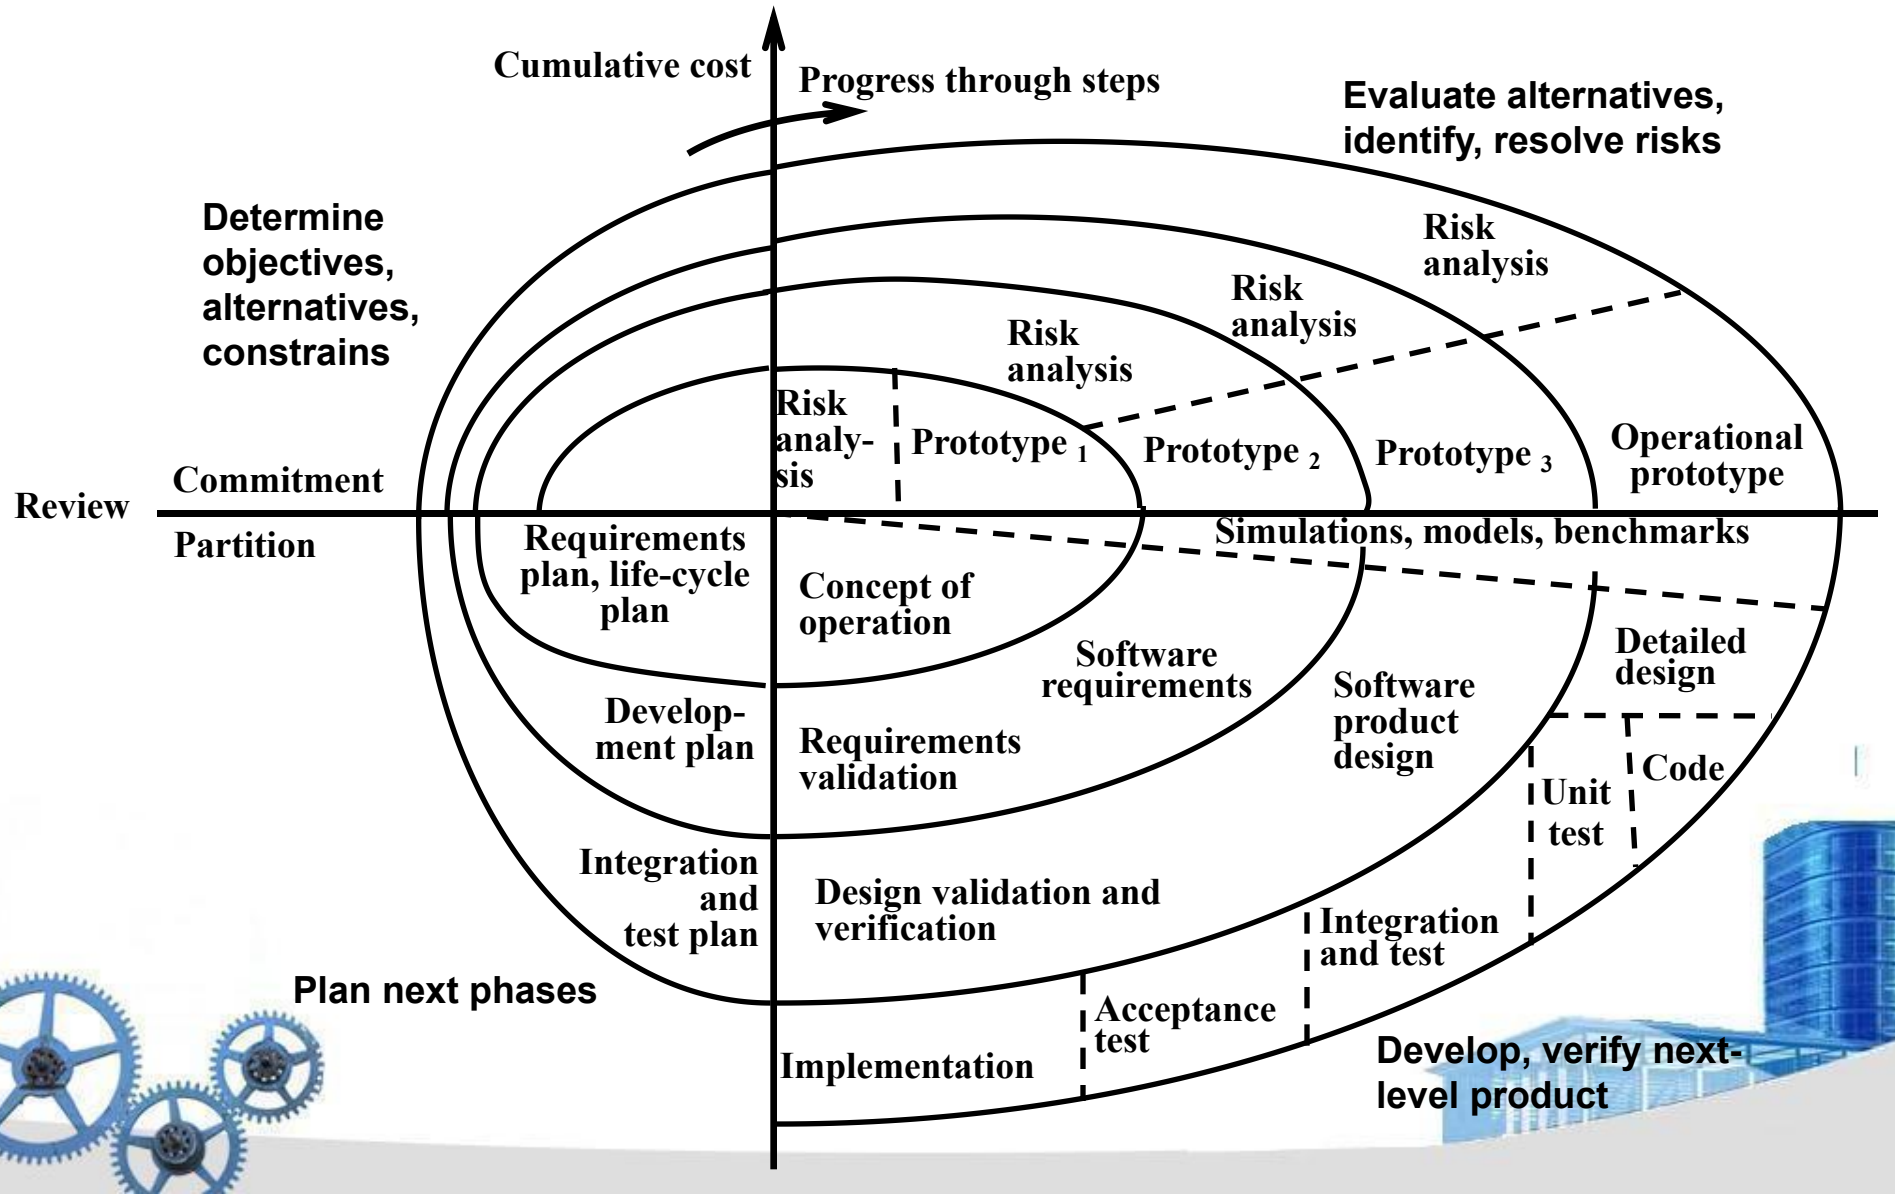 Cumulative cost
Progress through steps
Evaluate alternatives,
identify, resolve risks
Determine
objectives,
alternatives,
constrains
Risk
analysis
Risk
analysis
Risk
analysis
Risk
analy-
sis
Prototype 1
Prototype 2
Prototype 3
Operational
prototype
Review
Commitment
Partition
Requirements
plan, life-cycle
plan
Concept of
operation
Simulations, models, benchmarks
Software
requirements
Detailed
design
Software
product
design
Develop-
ment plan
Requirements
validation
Code
Unit
test
Integration
and
test plan
Design validation and
verification
Integration
and test
Plan next phases
Acceptance
test
Implementation
Develop, verify next-
level product